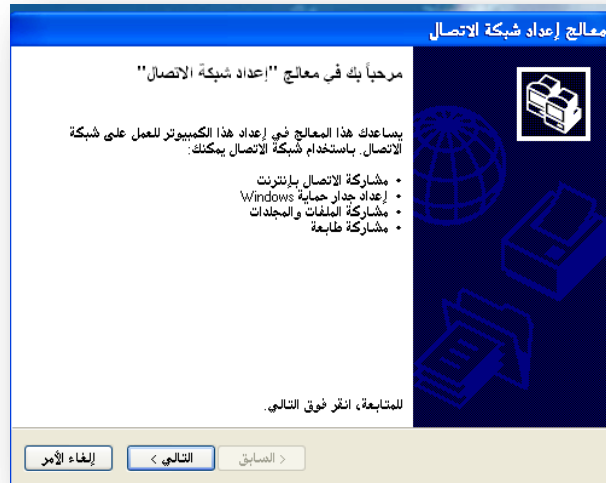 معالج إعداد شبكة الاتصال
مرحباً بك في معالج "إعداد شبكة الاتصال"
يساعدك هذا المعالج في إعداد هذا الكمبيوتر للعمل على شبكة
الاتصال. باستخدام شبكة الاتصال يمكنك:
• مشاركة الاتصال بإنترنت
• إعداد جدار حماية Windows
• مشاركة الملفات والمجلدات
• مشاركة طابعة
للمتابعة، انقر فوق التالي.
< السابق
التالي >
إلغاء الأمر